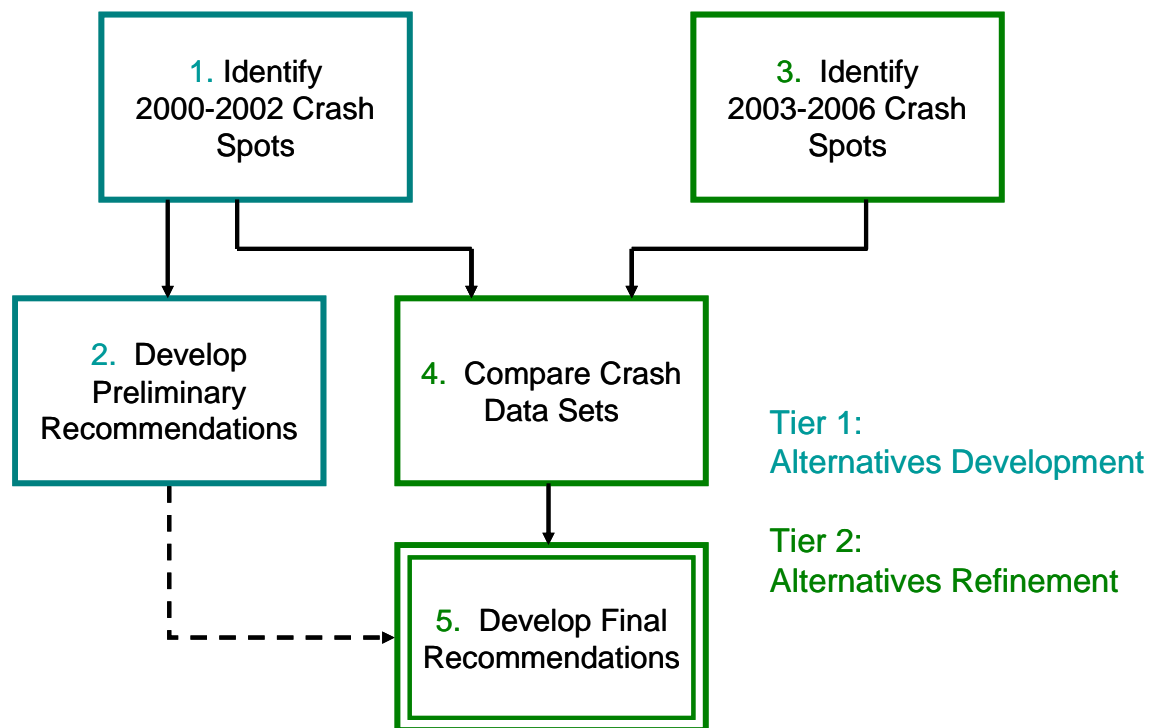 1. Identify
2000-2002 Crash
Spots
3. Identify
2003-2006 Crash
Spots
2. Develop
Preliminary
Recommendations
4. Compare Crash
Data Sets
Tier 1:
Alternatives Development
Tier 2:
Alternatives Refinement
5. Develop Final
Recommendations